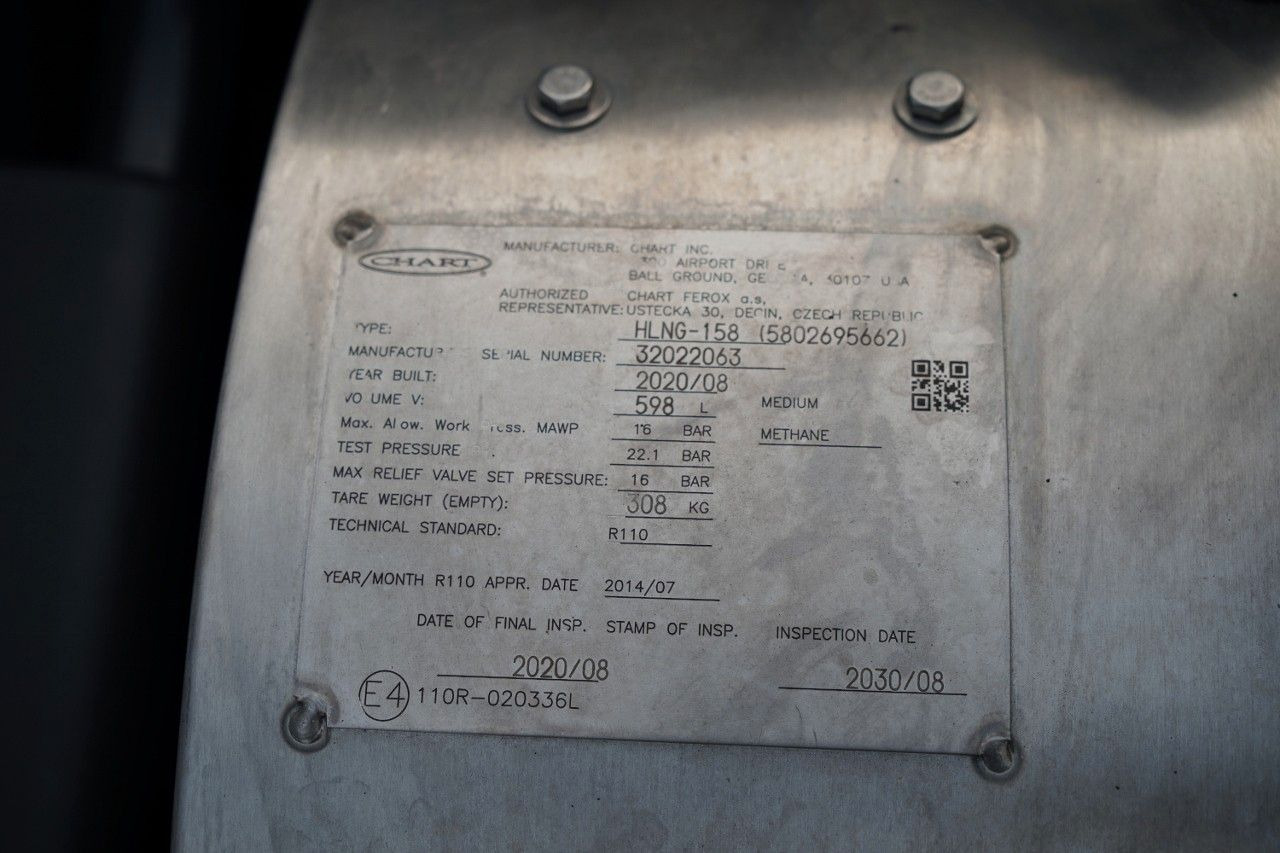 CHART
MANUFACTURER: CHART INC.
AIRPORT
BALL GROUND,
AUTHORIZED REPRESENTATIVE: CHART FEROX a.s,
USTECKA 30, DECIN, CZECH REPUBLIC
TYPE: HLNG-158 (5802695662)
SERIAL NUMBER: 32022063
YEAR BUILT: 2020/08
VOLUME V: 598 L MEDIUM
Max. Allow. Work MAWP 16 BAR METHANE
TEST PRESSURE 22.1 BAR
MAX RELIEF VALVE SET PRESSURE: 16 BAR
TARE WEIGHT (EMPTY): 308 KG
TECHNICAL STANDARD: R110
YEAR/MONTH R110 APPR. DATE 2014/07
DATE OF FINAL INSP. STAMP OF INSP. INSPECTION DATE
2020/08 2030/08
E4 110R-020336L